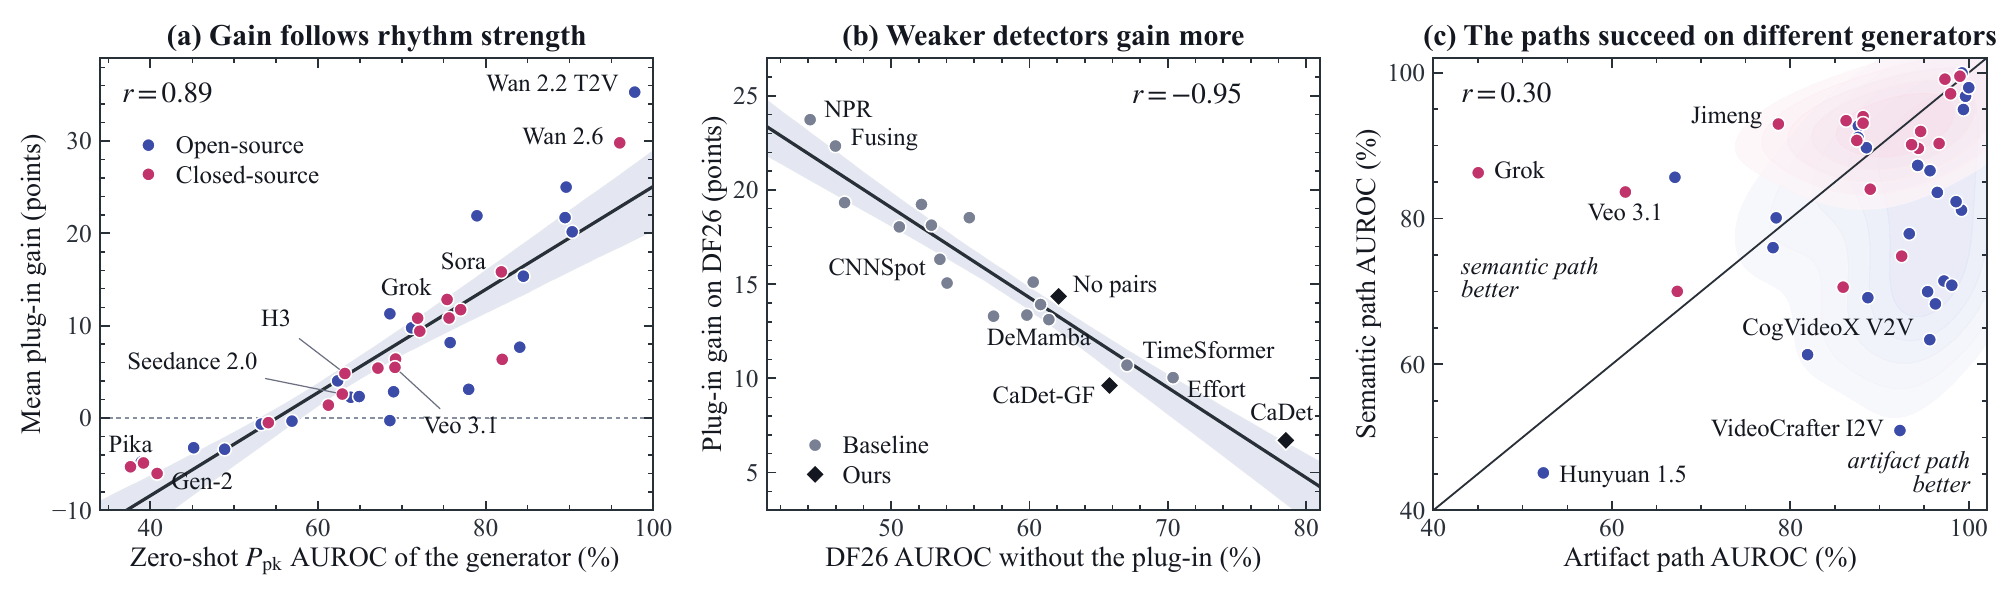 (a) Gain follows rhythm strength
r = 0.89
Wan 2.2 T2V
Wan 2.6
Open-source
Closed-source
Sora
Grok
H3
Seedance 2.0
Veo 3.1
Pika
Gen-2
30
20
10
0
−10
40
60
80
100
Mean plug-in gain (points)
Zero-shot Ppk AUROC of the generator (%)
(b) Weaker detectors gain more
r = −0.95
NPR
Fusing
CNNSpot
No pairs
DeMamba
TimeSformer
CaDet-GF
Effort
CaDet
Baseline
Ours
25
20
15
10
5
50
60
70
80
Plug-in gain on DF26 (points)
DF26 AUROC without the plug-in (%)
(c) The paths succeed on different generators
r = 0.30
Jimeng
Grok
Veo 3.1
semantic path
better
CogVideoX V2V
VideoCrafter I2V
artifact path
better
Hunyuan 1.5
100
80
60
40
40
60
80
100
Semantic path AUROC (%)
Artifact path AUROC (%)